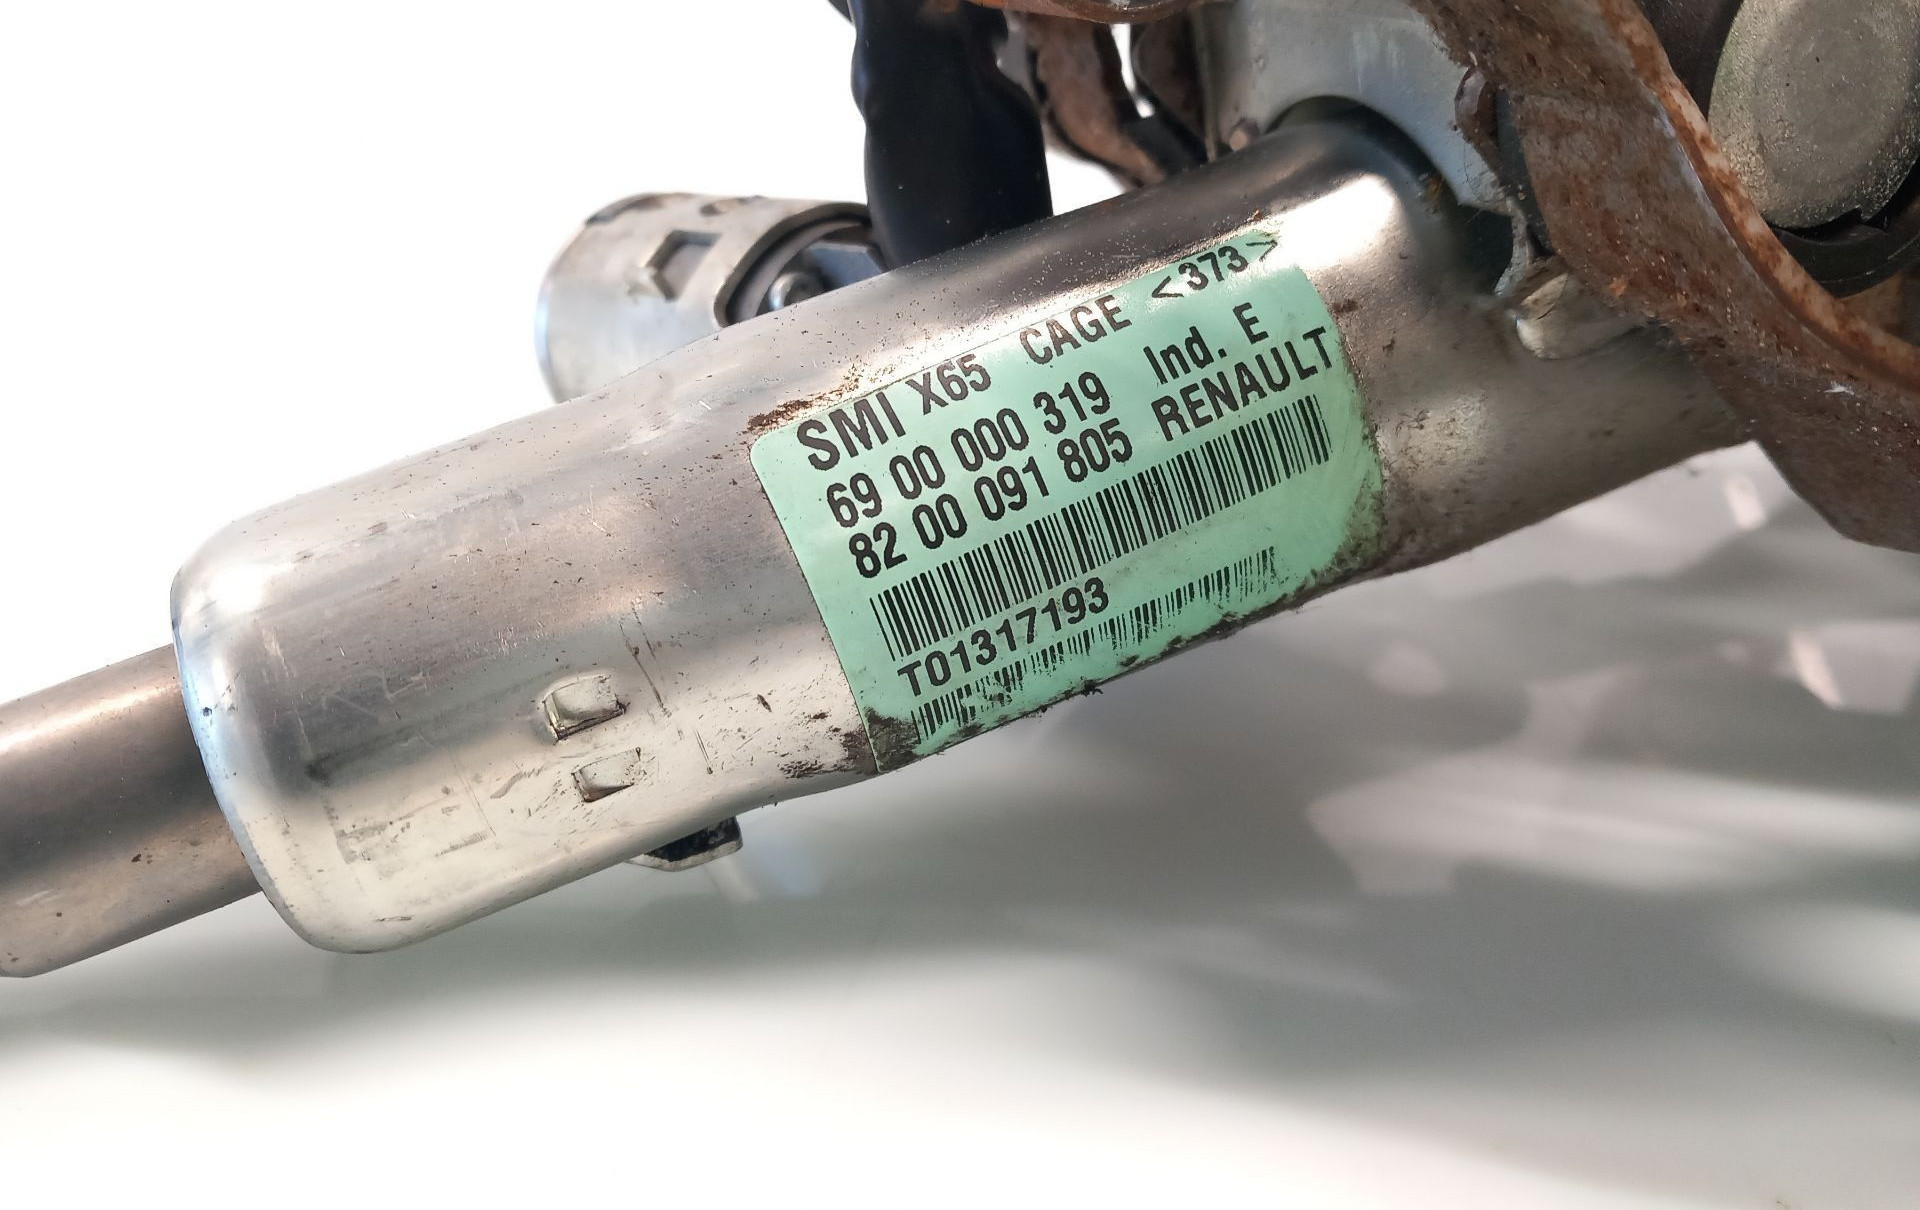 SMI X65 CAGE <373>
69 00 000 319 Ind. E
82 00 091 805 RENAULT
T01317193